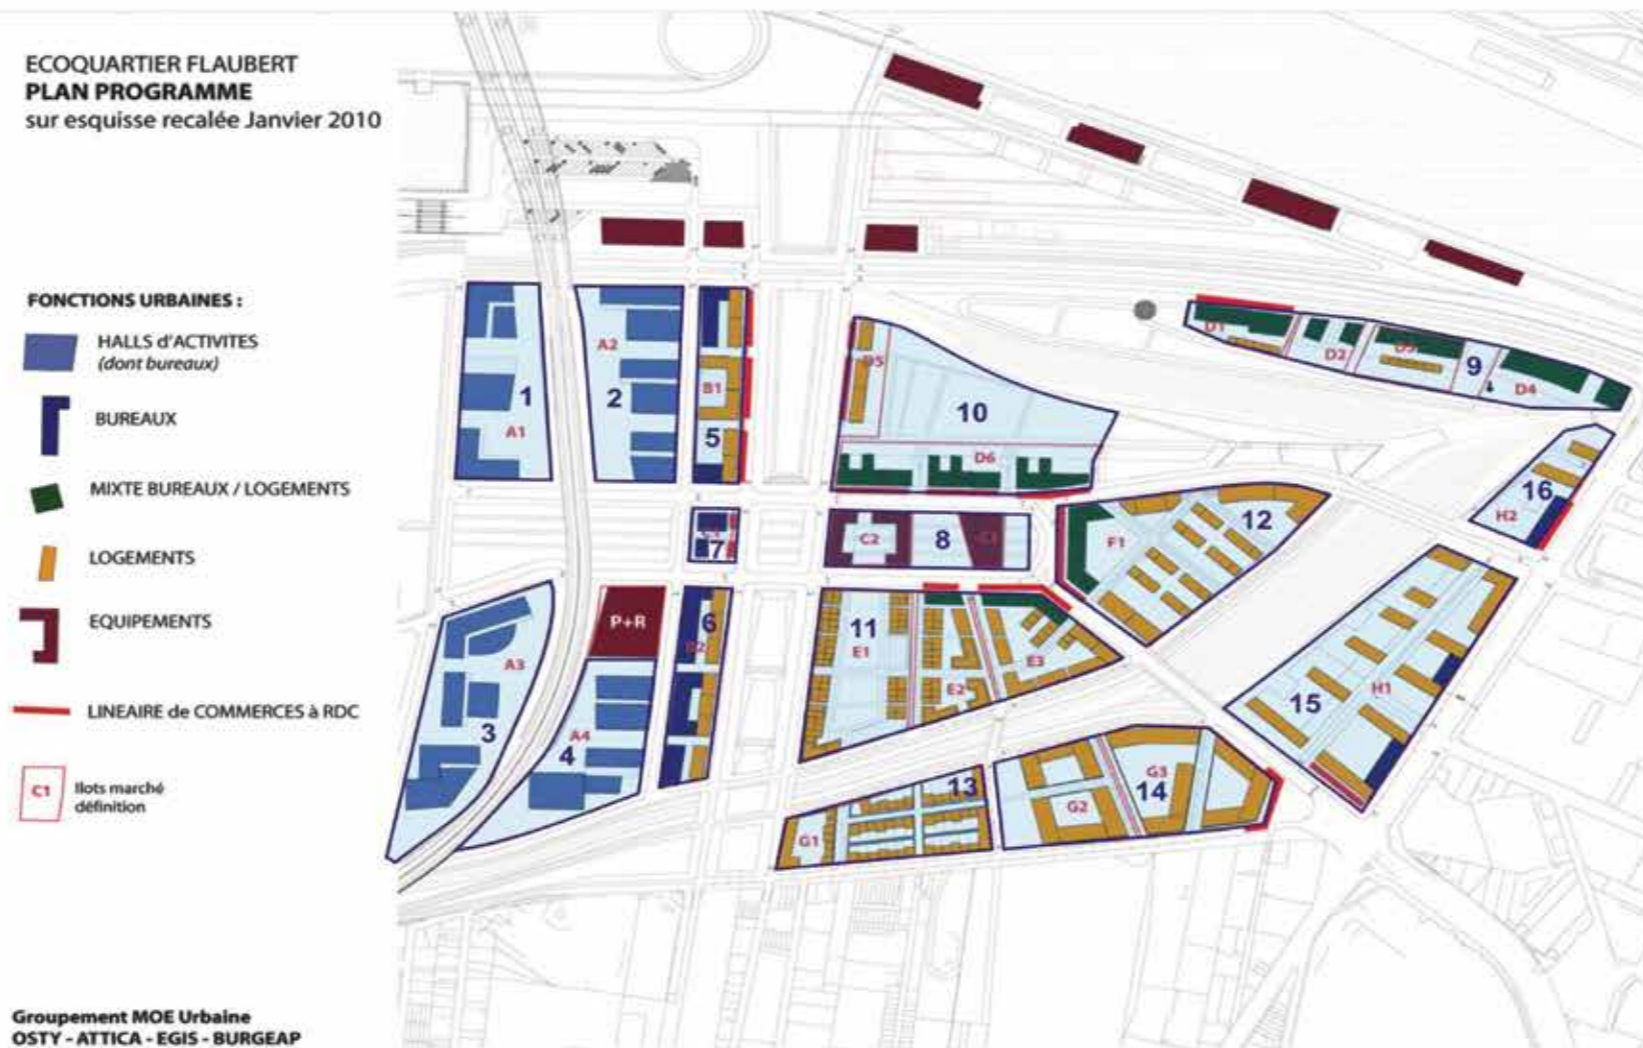 ECOQUARTIER FLAUBERT
PLAN PROGRAMME
sur esquisse recalée Janvier 2010
FONCTIONS URBAINES :
HALLS d'ACTIVITES
(dont bureaux)
BUREAUX
MIXTE BUREAUX / LOGEMENTS
LOGEMENTS
EQUIPEMENTS
LINEAIRE de COMMERCES à RDC
C1
Ilots marché
définition
Groupement MOE Urbaine
OSTY - ATTICA - EGIS - BURGEAP
D1
D2
D3
9
D4
A2
1
2
B1
D5
10
A1
5
D6
16
H2
7
C2
8
F1
12
P+R
6
B2
11
E1
E3
E2
A3
3
A4
4
15
H1
13
G1
G3
14
G2